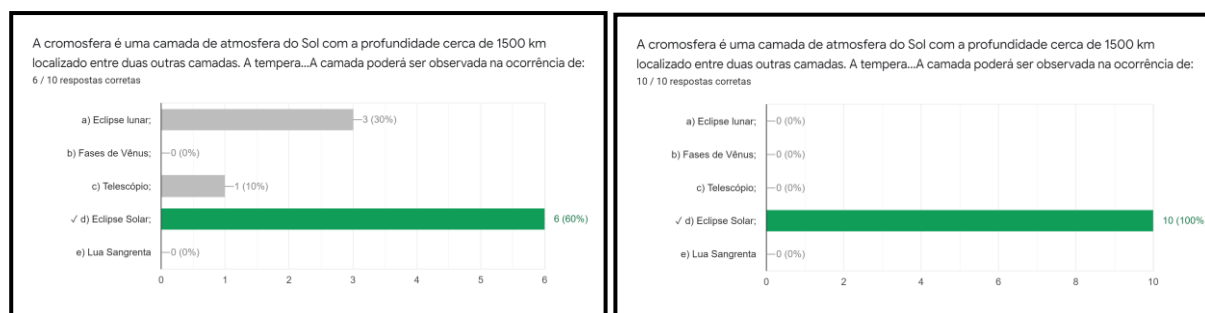 A cromosfera é uma camada de atmosfera do Sol com a profundidade cerca de 1500 km
localizado entre duas outras camadas. A tempera...A camada poderá ser observada na ocorrência de:
6 / 10 respostas corretas
a) Eclipse lunar;
3 (30%)
b) Fases de Vênus;
0 (0%)
c) Telescópio;
1 (10%)
✓ d) Eclipse Solar;
6 (60%)
e) Lua Sangrenta
0 (0%)
0 1 2 3 4 5 6
A cromosfera é uma camada de atmosfera do Sol com a profundidade cerca de 1500 km
localizado entre duas outras camadas. A tempera...A camada poderá ser observada na ocorrência de:
10 / 10 respostas corretas
a) Eclipse lunar;
0 (0%)
b) Fases de Vênus;
0 (0%)
c) Telescópio;
0 (0%)
✓ d) Eclipse Solar;
10 (100%
e) Lua Sangrenta
0 (0%)
0 2 4 6 8 10